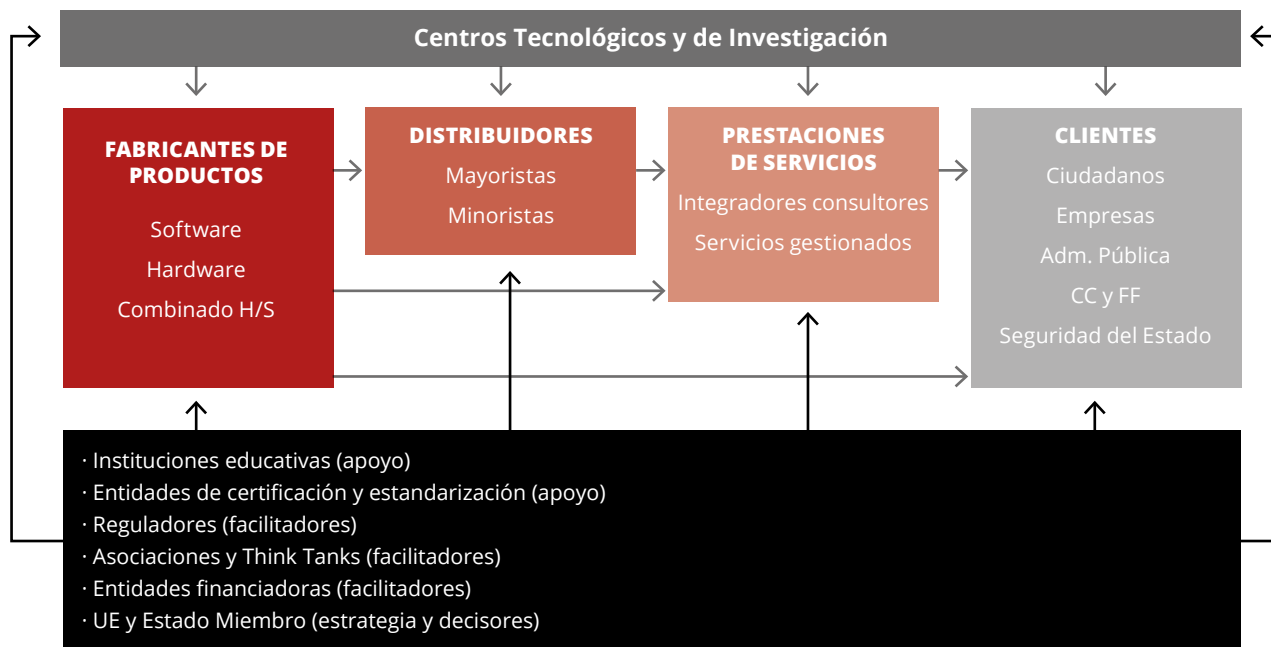 Centros Tecnológicos y de Investigación
FABRICANTES DE
PRODUCTOS
Software
Hardware
Combinado H/S
DISTRIBUIDORES
Mayoristas
Minoristas
PRESTACIONES
DE SERVICIOS
Integradores consultores
Servicios gestionados
CLIENTES
Ciudadanos
Empresas
Adm. Pública
CC y FF
Seguridad del Estado
· Instituciones educativas (apoyo)
· Entidades de certificación y estandarización (apoyo)
· Reguladores (facilitadores)
· Asociaciones y Think Tanks (facilitadores)
· Entidades financiadoras (facilitadores)
· UE y Estado Miembro (estrategia y decisores)